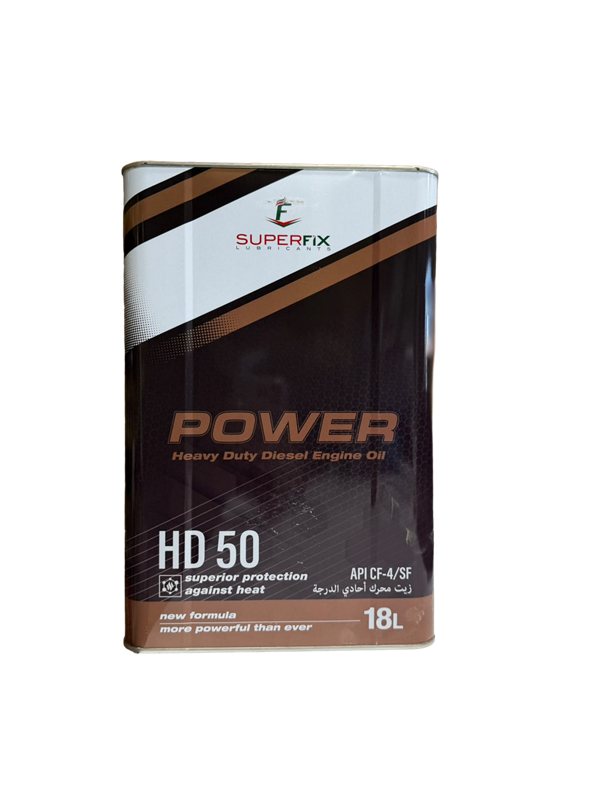 F
SUPERFIX
LUBRICANTS
POWER
Heavy Duty Diesel Engine Oil
HD 50
superior protection
against heat
API CF-4/SF
زيت محرك أحادي الدرجة
new formula
more powerful than ever
18L